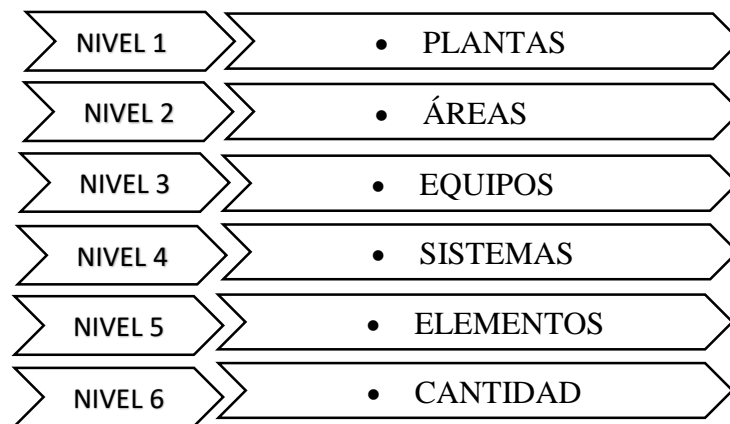 NIVEL 1 • PLANTAS
NIVEL 2 • ÁREAS
NIVEL 3 • EQUIPOS
NIVEL 4 • SISTEMAS
NIVEL 5 • ELEMENTOS
NIVEL 6 • CANTIDAD